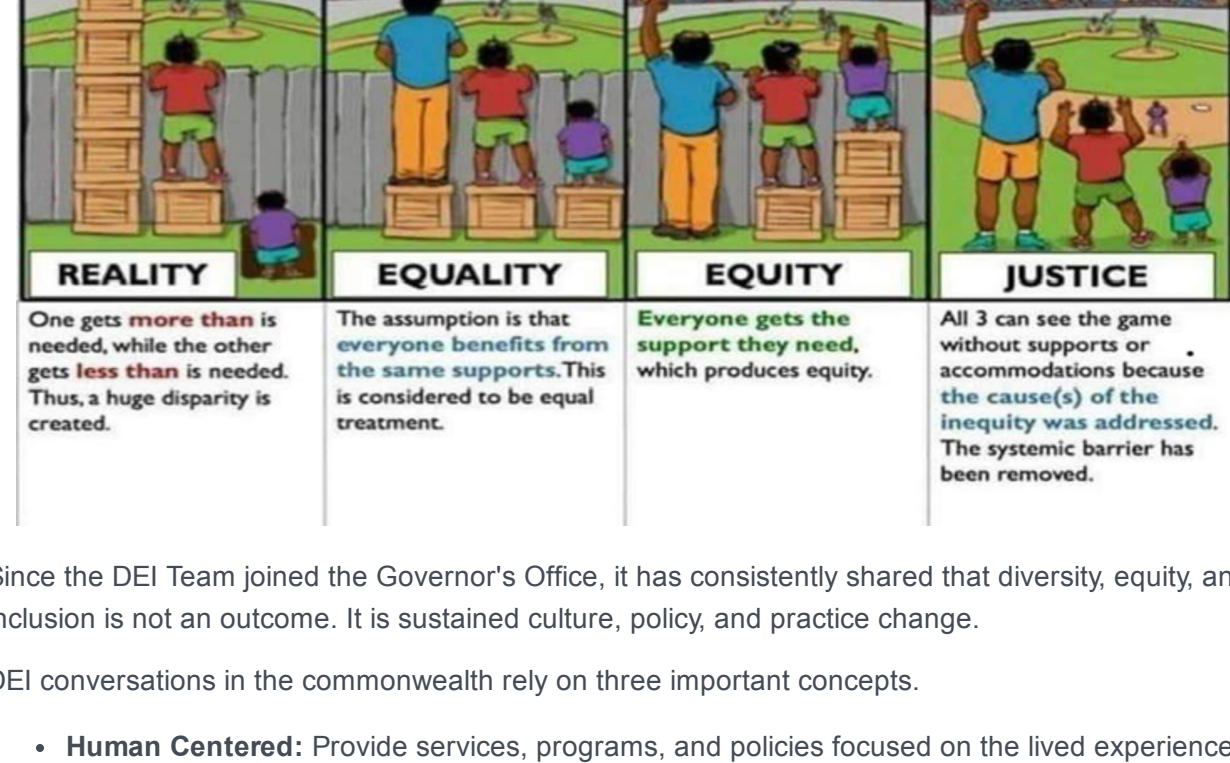 REALITY
One gets more than is
needed, while the other
gets less than is needed.
Thus, a huge disparity is
created.
EQUALITY
The assumption is that
everyone benefits from
the same supports. This
is considered to be equal
treatment.
EQUITY
Everyone gets the
support they need,
which produces equity.
JUSTICE
All 3 can see the game
without supports or
accommodations because
the cause(s) of the
inequity was addressed.
The systemic barrier has
been removed.
Since the DEI Team joined the Governor's Office, it has consistently shared that diversity, equity, an
nclusion is not an outcome. It is sustained culture, policy, and practice change.
DEI conversations in the commonwealth rely on three important concepts.
• Human Centered: Provide services, programs, and policies focused on the lived experience